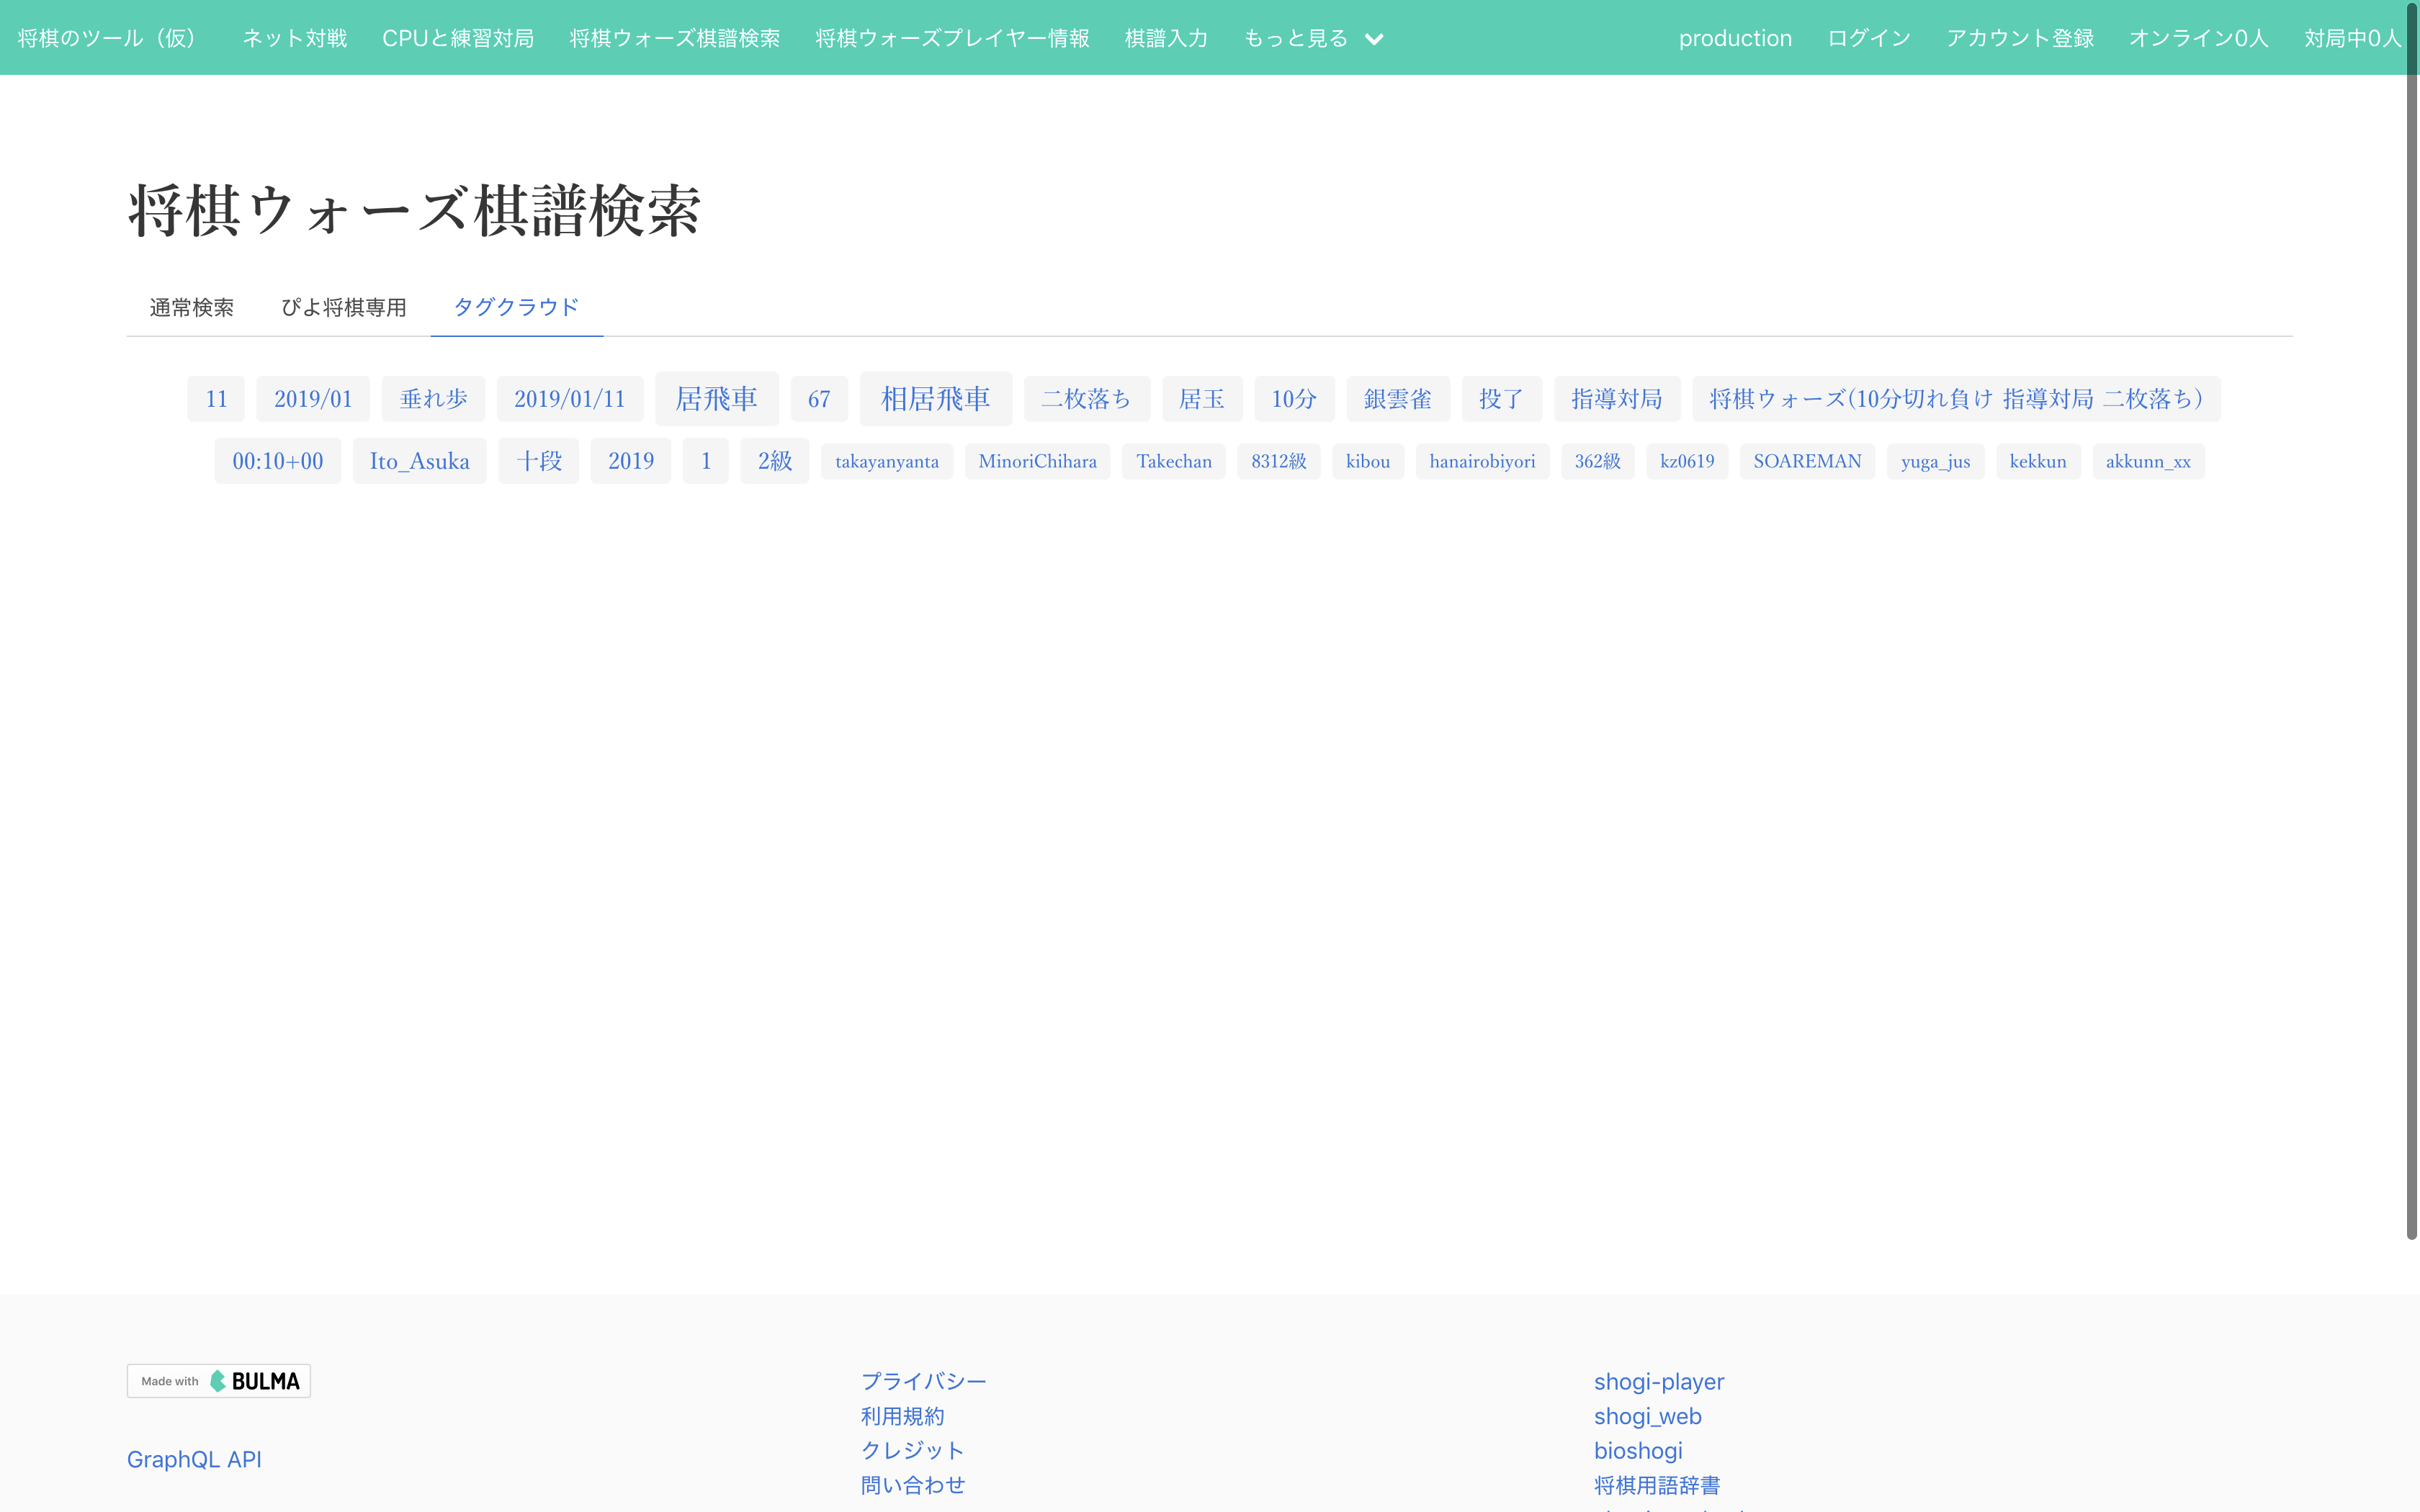 将棋のツール（仮） ネット対戦 CPUと練習対局 将棋ウォーズ棋譜検索 将棋ウォーズプレイヤー情報 棋譜入力 もっと見る production ログイン アカウント登録 オンライン0人 対局中0人
将棋ウォーズ棋譜検索
通常検索 ぴよ将棋専用 タグクラウド
11 2019/01 垂れ歩 2019/01/11 居飛車 67 相居飛車 二枚落ち 居玉 10分 銀雲雀 投了 指導対局 将棋ウォーズ(10分切れ負け 指導対局 二枚落ち)
00:10+00 Ito_Asuka 十段 2019 1 2級 takayanyanta MinoriChihara Takechan 8312級 kibou hanairobiyori 362級 kz0619 SOAREMAN yuga_jus kekkun akkunn_xx
Made with BULMA プライバシー shogi-player
利用規約 shogi_web
クレジット bioshogi
GraphQL API
問い合わせ 将棋用語辞書